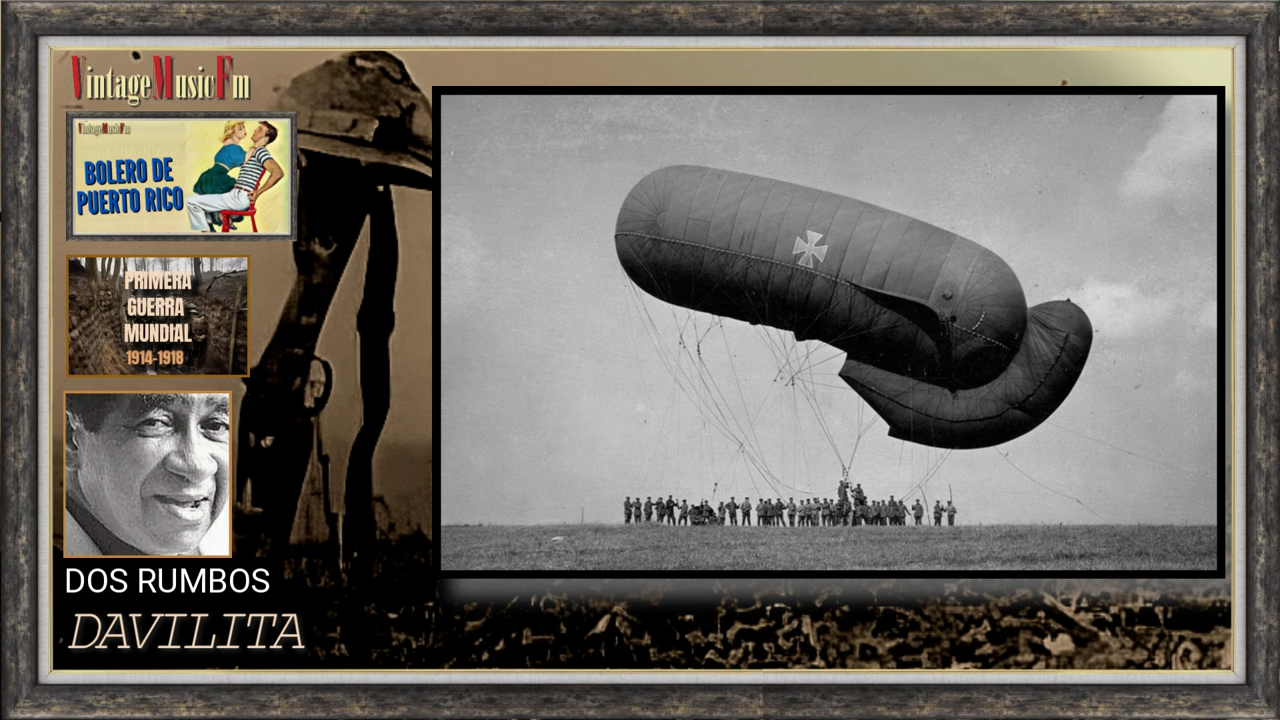 VintageMusicFm
VintageMusicFm
BOLERO DE
PUERTO RICO
PRIMERA
GUERRA
MUNDIAL
1914-1918
DOS RUMBOS
DAVILITA